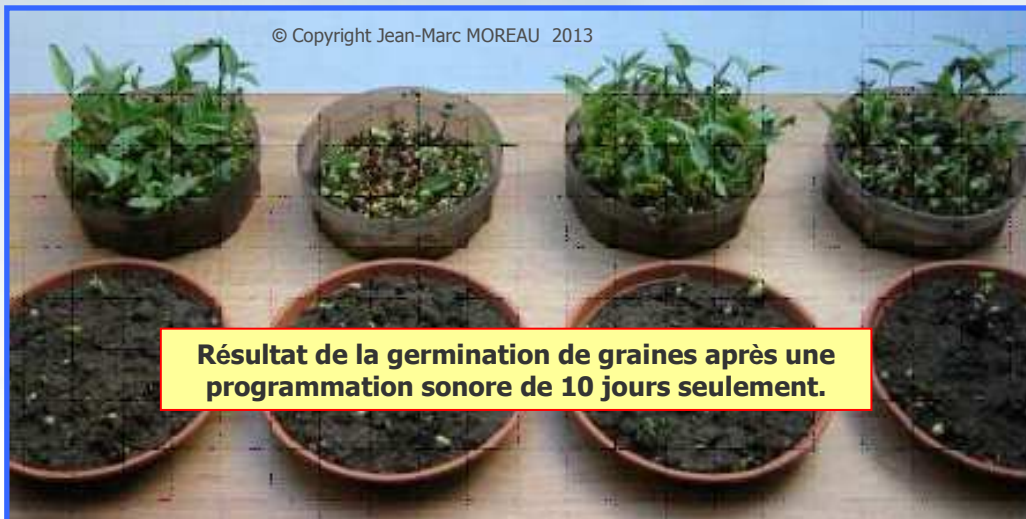 © Copyright Jean-Marc MOREAU 2013
Résultat de la germination de graines après une
programmation sonore de 10 jours seulement.